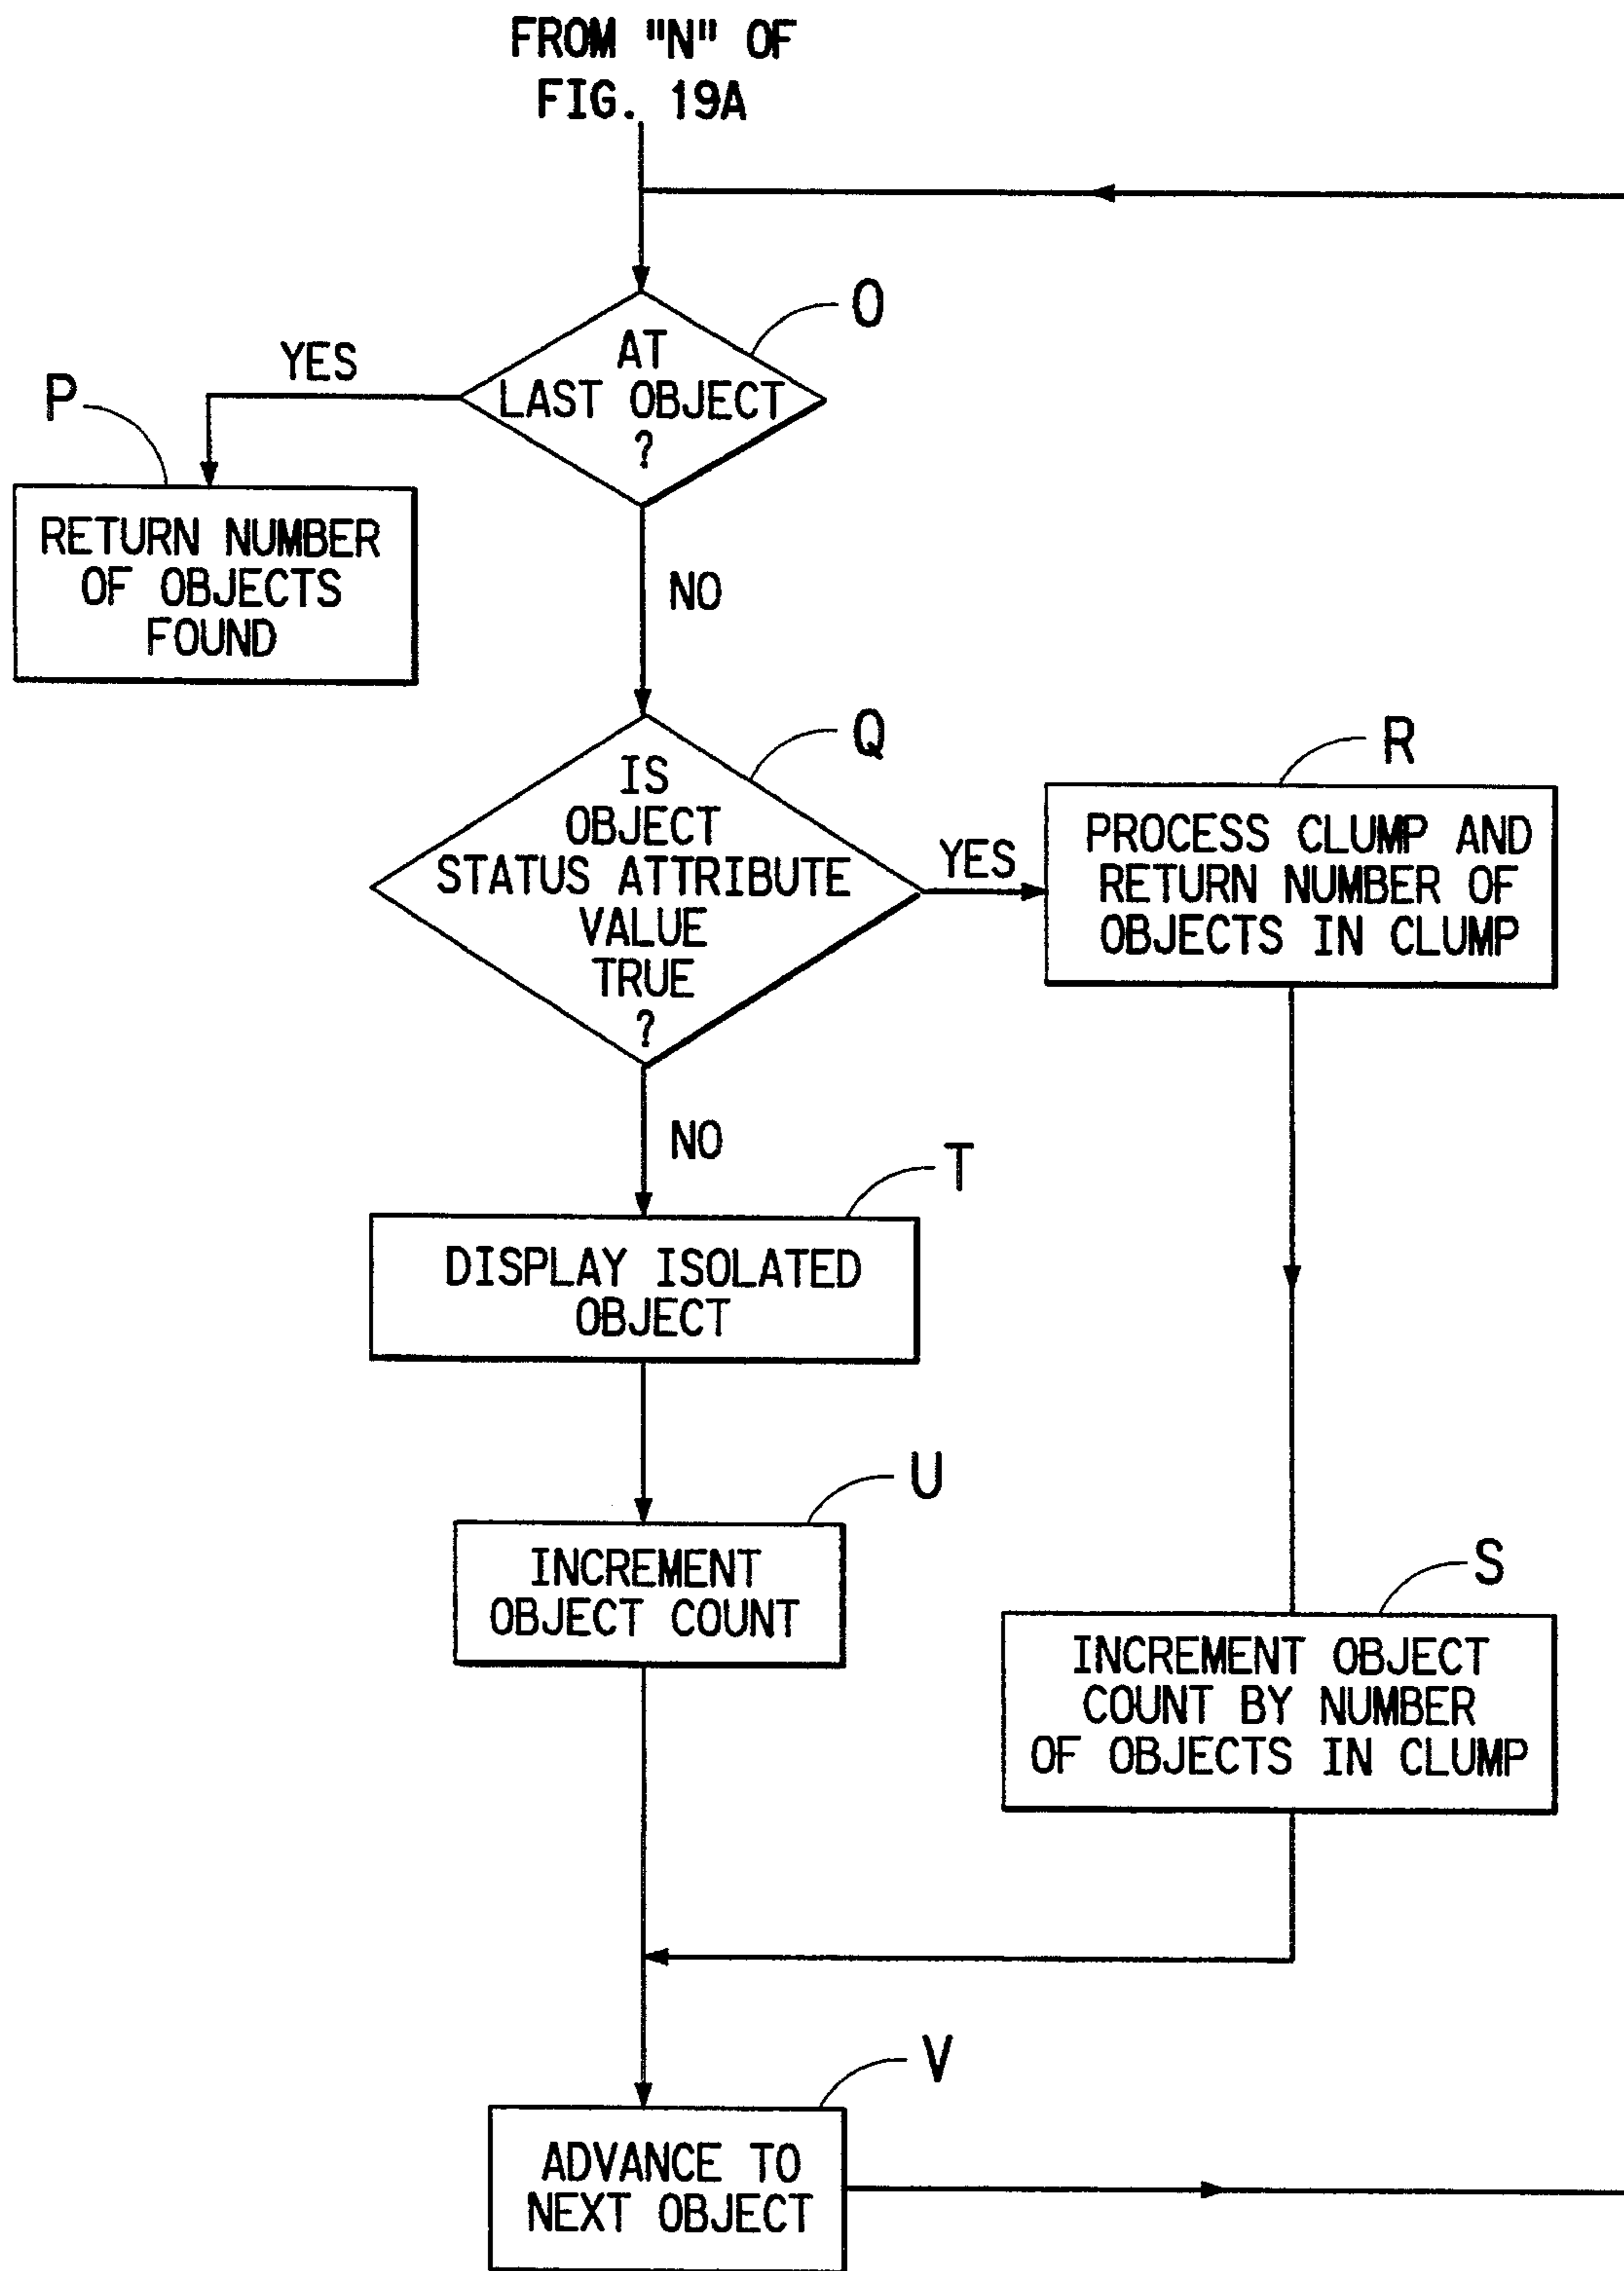 FROM "N" OF
FIG. 19A
O
AT
LAST OBJECT
?
YES
P
RETURN NUMBER
OF OBJECTS
FOUND
NO
Q
IS
OBJECT
STATUS ATTRIBUTE
VALUE
TRUE
?
YES
R
PROCESS CLUMP AND
RETURN NUMBER OF
OBJECTS IN CLUMP
NO
T
DISPLAY ISOLATED
OBJECT
U
INCREMENT
OBJECT COUNT
S
INCREMENT OBJECT
COUNT BY NUMBER
OF OBJECTS IN CLUMP
V
ADVANCE TO
NEXT OBJECT